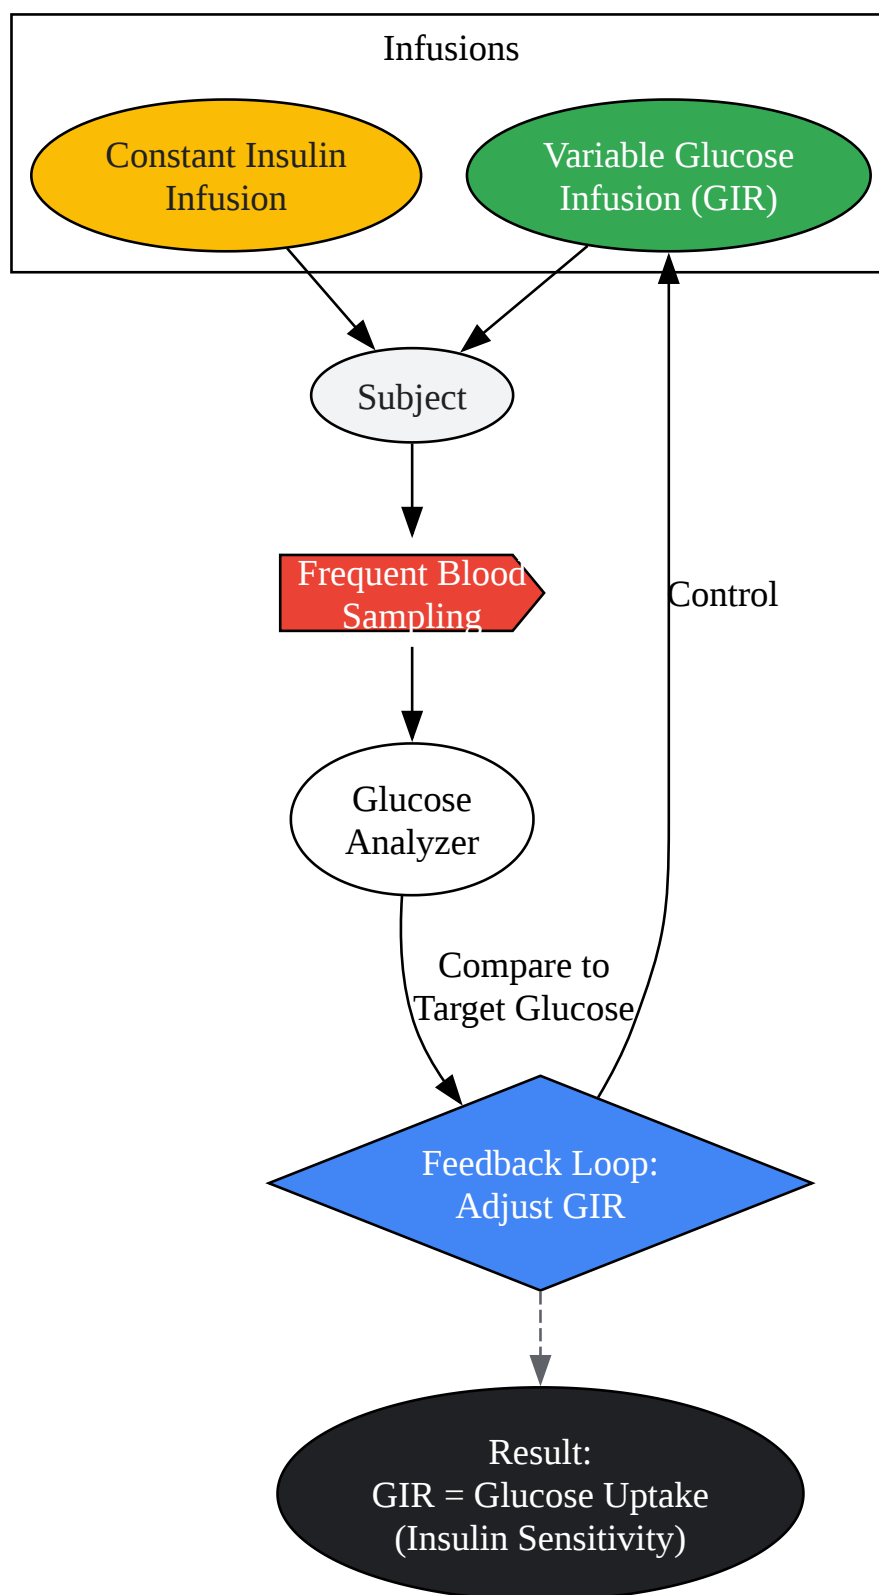 Infusions
Constant Insulin
Infusion
Variable Glucose
Infusion (GIR)
Subject
Frequent Blood
Sampling
Control
Glucose
Analyzer
Compare to
Target Glucose
Feedback Loop:
Adjust GIR
Result:
GIR = Glucose Uptake
(Insulin Sensitivity)